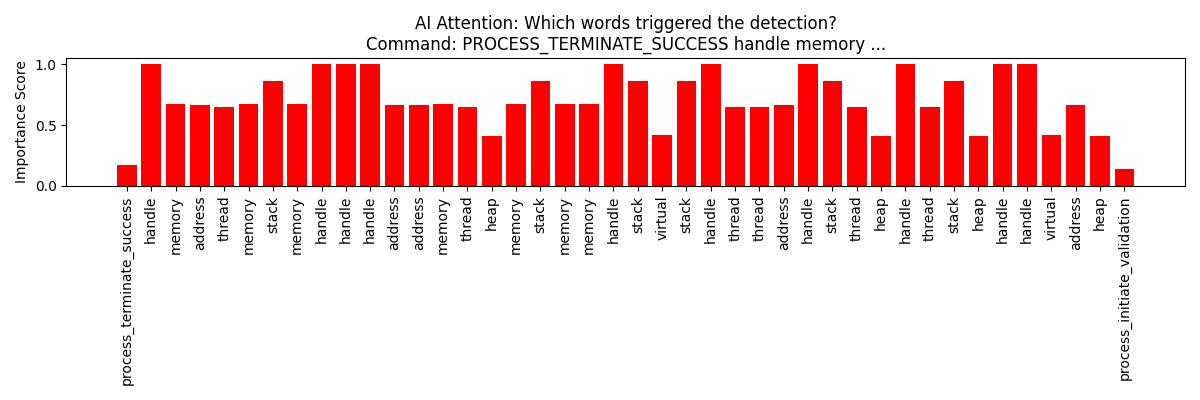 AI Attention: Which words triggered the detection?
Command: PROCESS_TERMINATE_SUCCESS handle memory ...
Importance Score
1.0
0.5
0.0
process_terminate_success
handle
memory
address
thread
memory
stack
memory
handle
handle
handle
address
address
memory
thread
heap
memory
stack
memory
memory
handle
stack
virtual
stack
handle
thread
thread
address
handle
stack
thread
heap
handle
thread
stack
heap
handle
handle
virtual
address
heap
process_initiate_validation